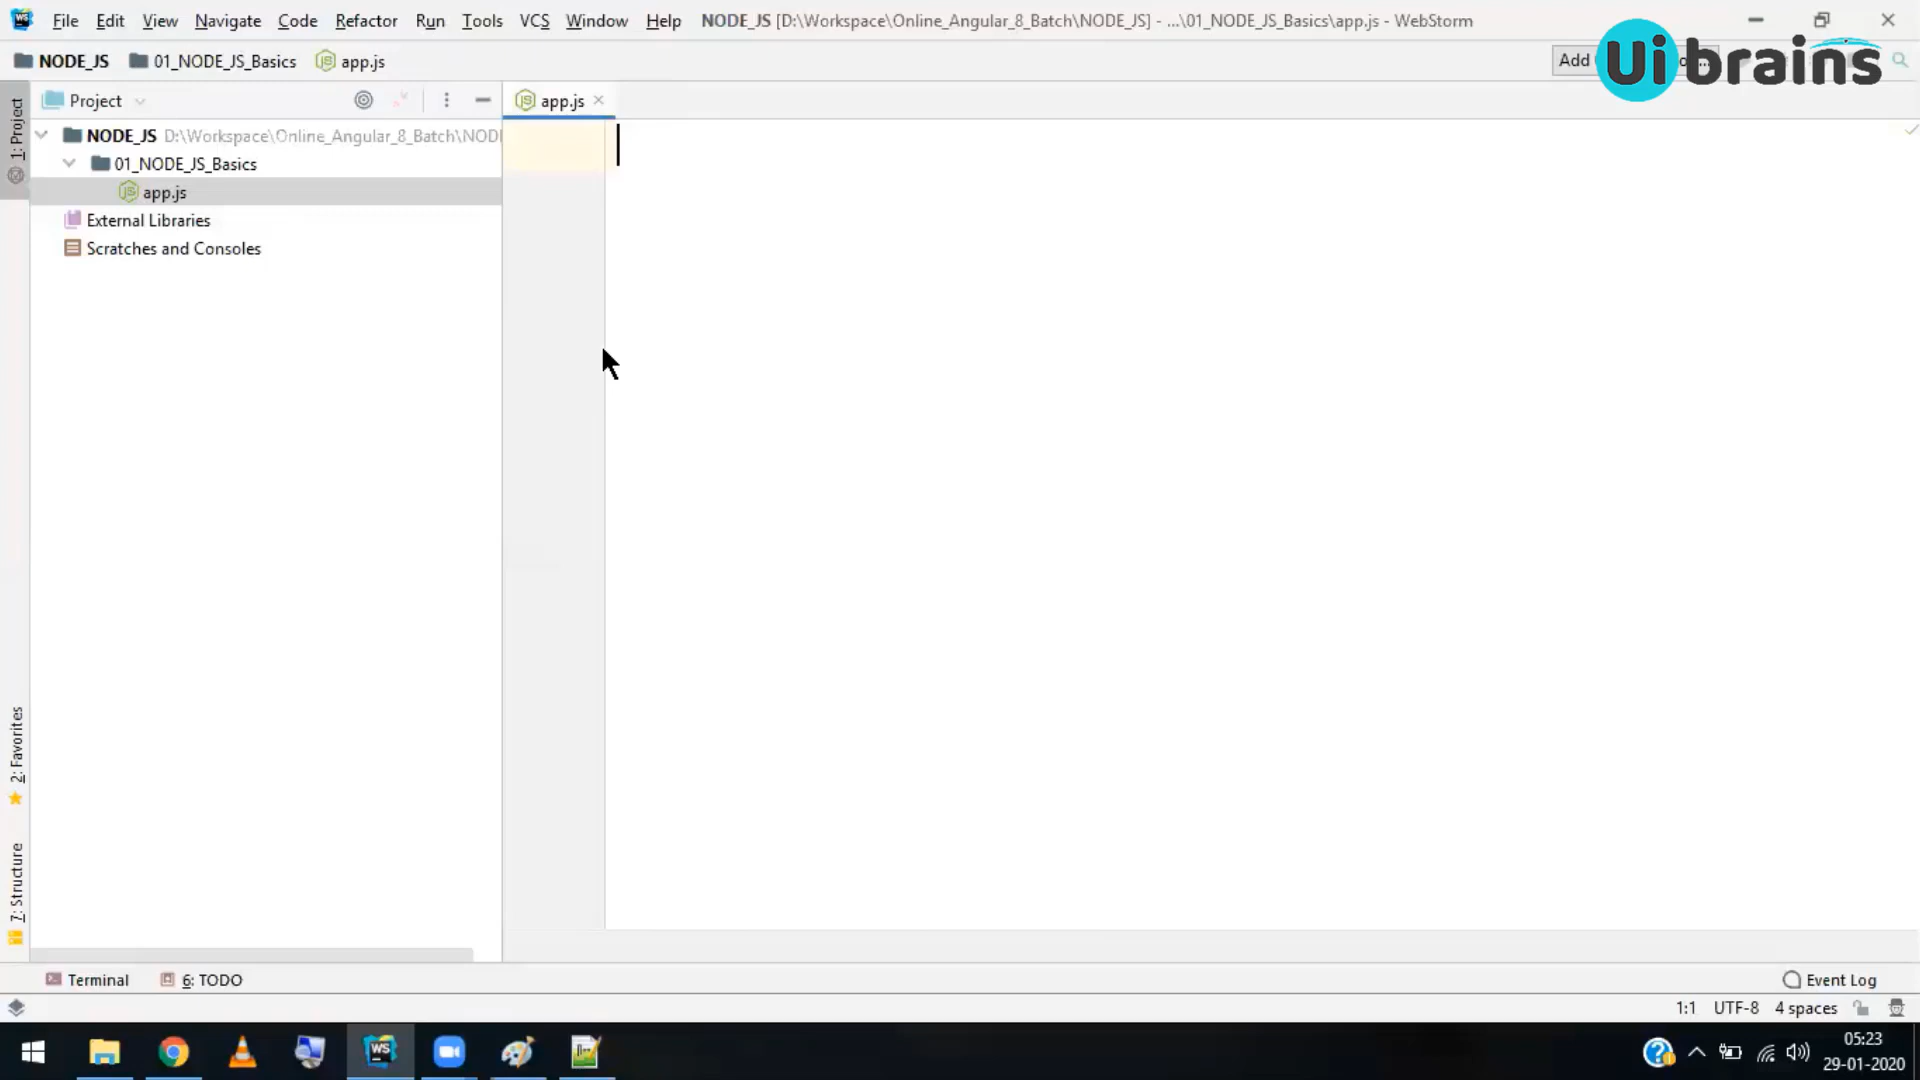 File Edit View Navigate Code Refactor Run Tools VCS Window Help NODE_JS [D:\Workspace\Online_Angular_8_Batch\NODE_JS] - ...\01_NODE_JS_Basics\app.js - WebStorm
NODE_JS 01_NODE_JS_Basics app.js Add
Ui brains
Project
app.js
NODE_JS D:\Workspace\Online_Angular_8_Batch\NODE
01_NODE_JS_Basics
app.js
External Libraries
Scratches and Consoles
1: Project
2: Favorites
7: Structure
Terminal 6: TODO Event Log
1:1 UTF-8 4 spaces
WS
05:23
29-01-2020